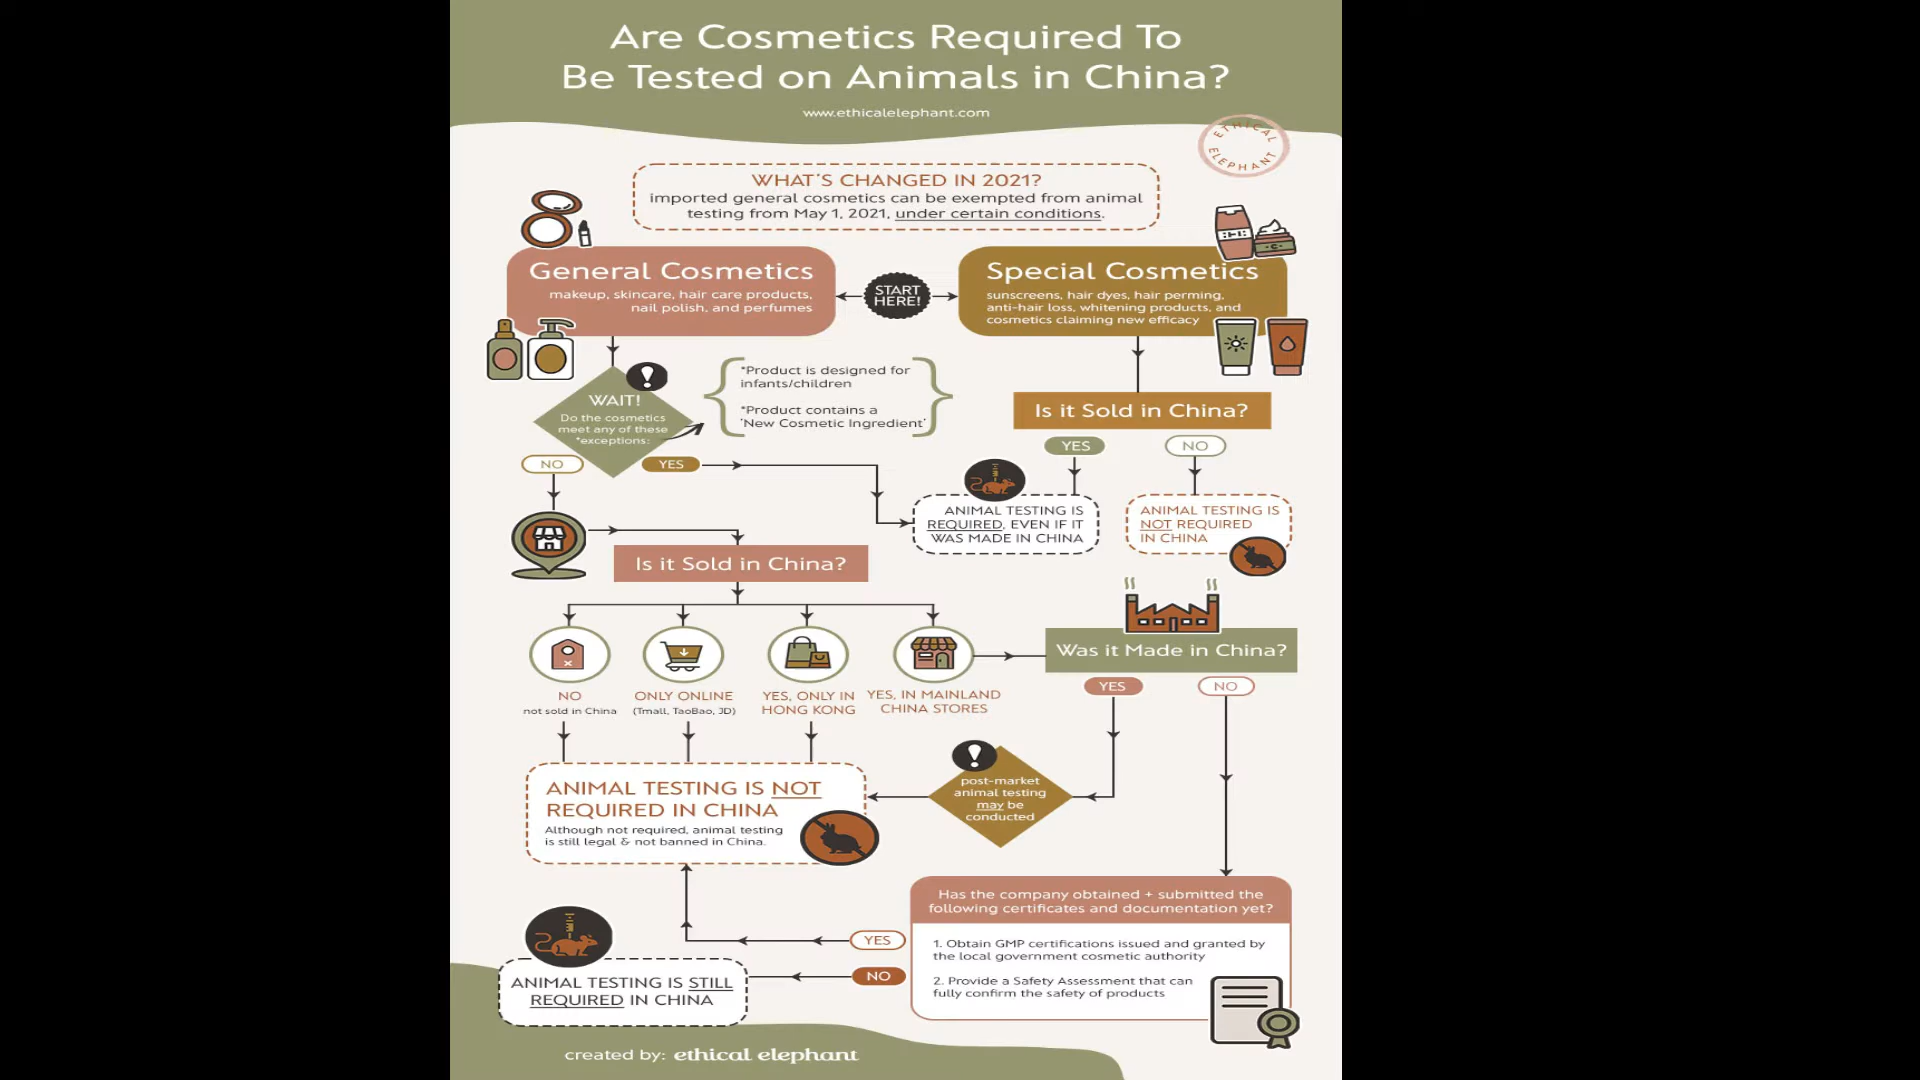 Are Cosmetics Required To
Be Tested on Animals in China?
www.ethicalelephant.com
ETHICAL
ELEPHANT
WHAT'S CHANGED IN 2021?
imported general cosmetics can be exempted from animal
testing from May 1, 2021, under certain conditions.
General Cosmetics
makeup, skincare, hair care products,
nail polish, and perfumes
START
HERE!
Special Cosmetics
sunscreens, hair dyes, hair perming,
anti-hair loss, whitening products, and
cosmetics claiming new efficacy
WAIT!
Do the cosmetics
meet any of these
*exceptions:
*Product is designed for
infants/children
*Product contains a
'New Cosmetic Ingredient'
NO
YES
Is it Sold in China?
YES
NO
ANIMAL TESTING IS
REQUIRED, EVEN IF IT
WAS MADE IN CHINA
ANIMAL TESTING IS
NOT REQUIRED
IN CHINA
Is it Sold in China?
NO
not sold in China
ONLY ONLINE
(Tmall, TaoBao, JD)
YES, ONLY IN
HONG KONG
YES, IN MAINLAND
CHINA STORES
Was it Made in China?
YES
NO
post-market
animal testing
may be
conducted
ANIMAL TESTING IS NOT
REQUIRED IN CHINA
Although not required, animal testing
is still legal & not banned in China.
Has the company obtained + submitted the
following certificates and documentation yet?
1. Obtain GMP certifications issued and granted by
the local government cosmetic authority
2. Provide a Safety Assessment that can
fully confirm the safety of products
YES
NO
ANIMAL TESTING IS STILL
REQUIRED IN CHINA
created by: ethical elephant